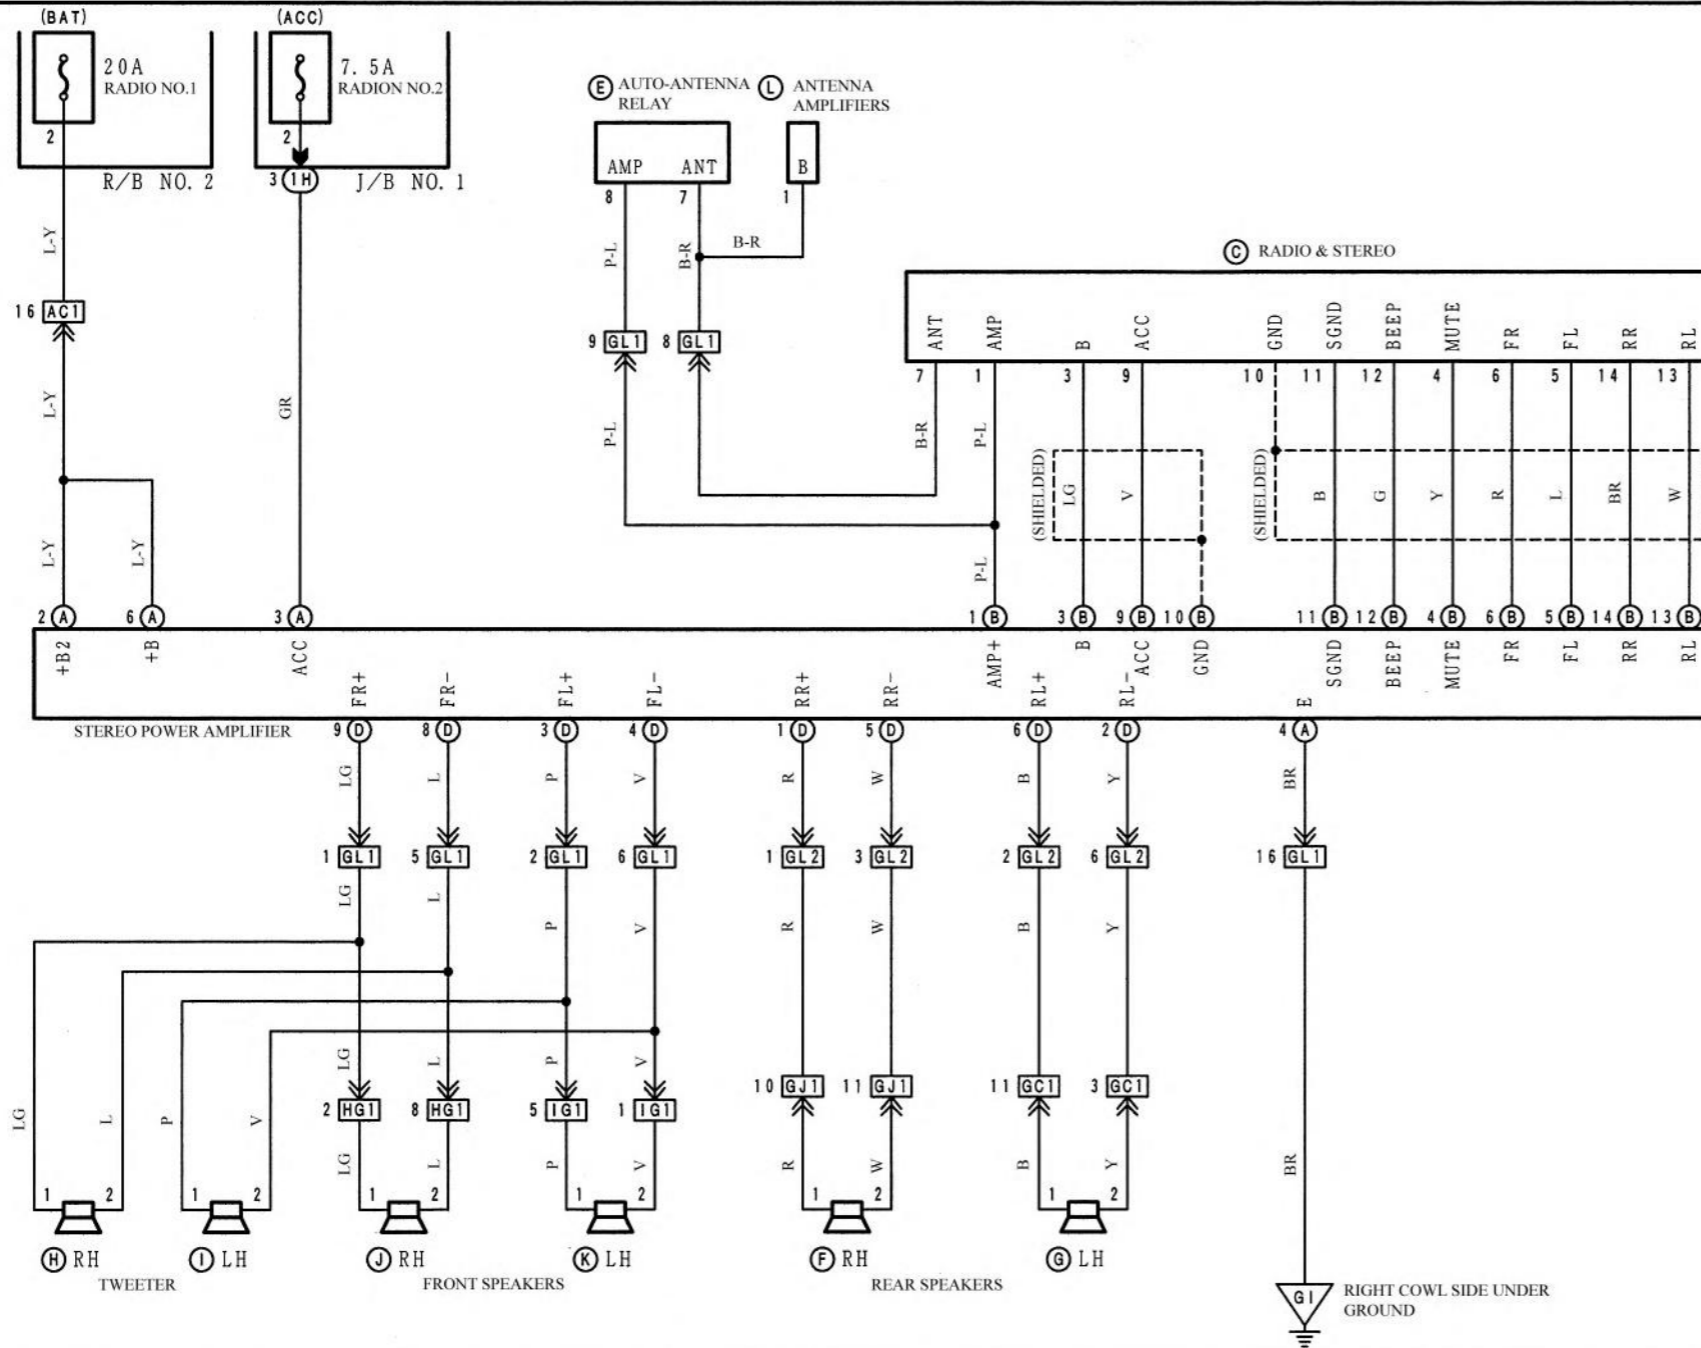 (BAT)
(ACC)
20A
RADIO NO.1
7. 5A
RADION NO.2
2
2
R/B NO. 2
3 1H J/B NO. 1
E AUTO-ANTENNA
RELAY
L ANTENNA
AMPLIFIERS
AMP ANT B
8 7 1
L-Y
P-L
B-R
B-R
C RADIO & STEREO
16 AC1
9 GL1
8 GL1
ANT AMP B ACC GND SGND BEEP MUTE FR FL RR RL
7 1 3 9 10 11 12 4 6 5 14 13
L-Y
GR
P-L
B-R
P-L
(SHIELDED)
LG
V
(SHIELDED)
B
G
Y
R
L
BR
W
L-Y
L-Y
P-L
2 A 6 A 3 A 1 B 3 B 9 B 10 B 11 B 12 B 4 B 6 B 5 B 14 B 13 B
+B2 +B ACC AMP+ B ACC GND SGND BEEP MUTE FR FL RR RL
FR+ FR- FL+ FL- RR+ RR- RL+ RL- E
STEREO POWER AMPLIFIER
9 D 8 D 3 D 4 D 1 D 5 D 6 D 2 D 4 A
LG L P V R W B Y BR
1 GL1 5 GL1 2 GL1 6 GL1 1 GL2 3 GL2 2 GL2 6 GL2 16 GL1
LG L P V R W B Y
LG L P V
10 GJ1 11 GJ1 11 GC1 3 GC1
2 HG1 8 HG1 5 IG1 1 IG1
LG L P V
LG L P V R W B Y BR
1 2 1 2 1 2 1 2 1 2 1 2
H RH I LH J RH K LH F RH G LH
TWEETER
FRONT SPEAKERS
REAR SPEAKERS
GI
RIGHT COWL SIDE UNDER
GROUND